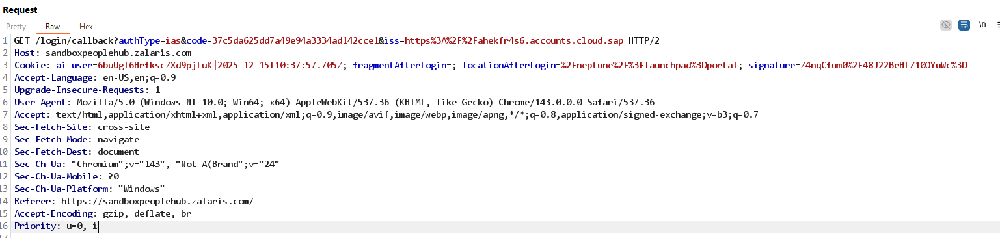 Request
Pretty Raw Hex \n
1 GET /login/callback?authType=ias&code=37c5da625dd7a49e94a3334ad142cce1&iss=https%3A%2F%2Fahekfr4s6.accounts.cloud.sap HTTP/2
2 Host: sandboxpeoplehub.zalaris.com
3 Cookie: ai_user=6buUgl6HrfkscZXd9pjLuK|2025-12-15T10:37:57.705Z; fragmentAfterLogin=; locationAfterLogin=%2Fneptune%2F%3Flaunchpad%3Dportal; signature=Z4nqCfum0%2F48J22BeHLZ10OYuWc%3D
4 Accept-Language: en-US,en;q=0.9
5 Upgrade-Insecure-Requests: 1
6 User-Agent: Mozilla/5.0 (Windows NT 10.0; Win64; x64) AppleWebKit/537.36 (KHTML, like Gecko) Chrome/143.0.0.0 Safari/537.36
7 Accept: text/html,application/xhtml+xml,application/xml;q=0.9,image/avif,image/webp,image/apng,*/*;q=0.8,application/signed-exchange;v=b3;q=0.7
8 Sec-Fetch-Site: cross-site
9 Sec-Fetch-Mode: navigate
10 Sec-Fetch-Dest: document
11 Sec-Ch-Ua: "Chromium";v="143", "Not A(Brand";v="24"
12 Sec-Ch-Ua-Mobile: ?0
13 Sec-Ch-Ua-Platform: "Windows"
14 Referer: https://sandboxpeoplehub.zalaris.com/
15 Accept-Encoding: gzip, deflate, br
16 Priority: u=0, i
17